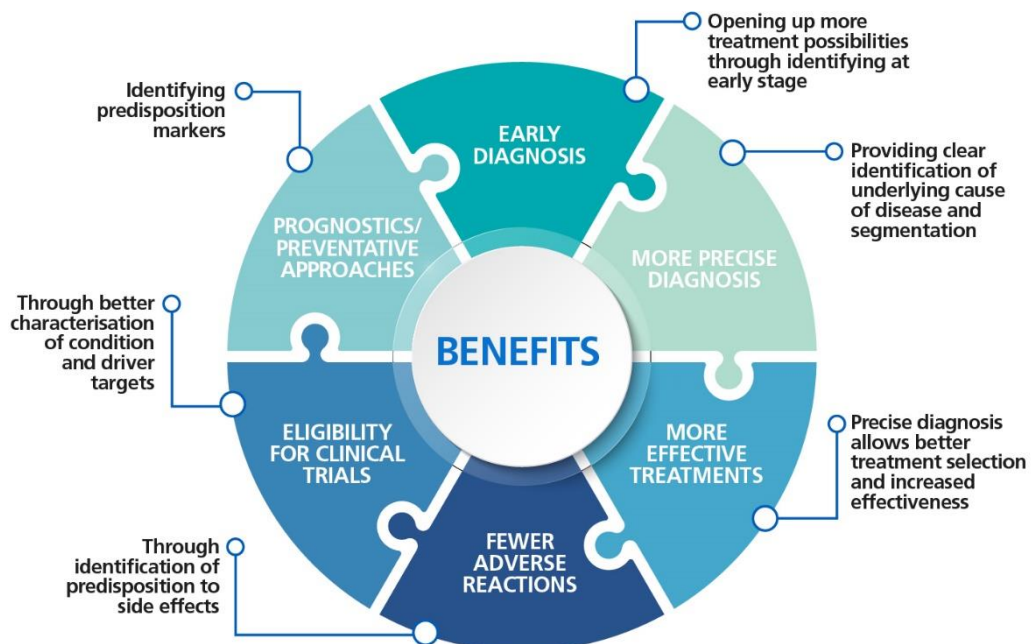 Opening up more
treatment possibilities
through identifying at
early stage
Identifying
predisposition
markers
EARLY
DIAGNOSIS
Providing clear
identification of
underlying cause
of disease and
segmentation
PROGNOSTICS/
PREVENTATIVE
APPROACHES
MORE PRECISE
DIAGNOSIS
Through better
characterisation
of condition
and driver
targets
BENEFITS
ELIGIBILITY
FOR CLINICAL
TRIALS
MORE
EFFECTIVE
TREATMENTS
Precise diagnosis
allows better
treatment selection
and increased
effectiveness
FEWER
ADVERSE
REACTIONS
Through
identification of
predisposition to
side effects